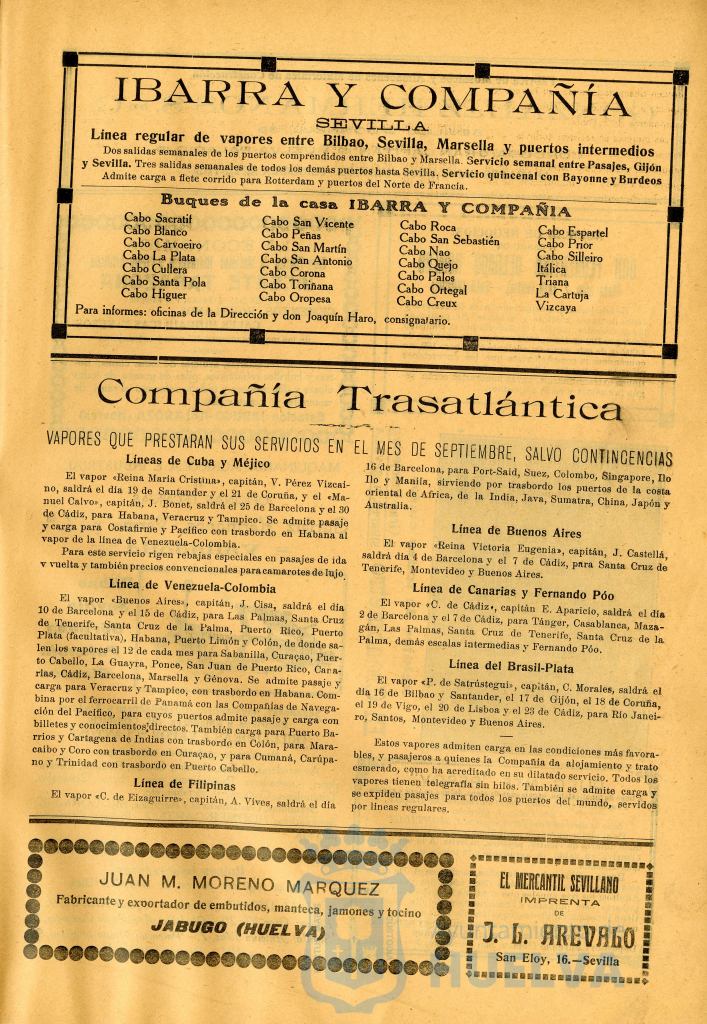 IBARRA Y COMPAÑÍA
SEVILLA
Línea regular de vapores entre Bilbao, Sevilla, Marsella y puertos intermedios
Dos salidas semanales de los puertos comprendidos entre Bilbao y Marsella. Servicio semanal entre Pasajes, Gijón
y Sevilla. Tres salidas semanales de todos los demás puertos hasta Sevilla. Servicio quincenal con Bayonne y Burdeos
Admite carga a flete corrido para Rotterdam y puertos del Norte de Francia.
Buques de la casa IBARRA Y COMPAÑIA
Cabo Sacratif
Cabo Blanco
Cabo Carvoeiro
Cabo La Plata
Cabo Cullera
Cabo Santa Pola
Cabo Higuer
Cabo San Vicente
Cabo Peñas
Cabo San Martín
Cabo San Antonio
Cabo Corona
Cabo Toriñana
Cabo Oropesa
Cabo Roca
Cabo San Sebastién
Cabo Nao
Cabo Quejo
Cabo Palos
Cabo Ortegal
Cabo Creux
Cabo Espartel
Cabo Prior
Cabo Silleiro
Itálica
Triana
La Cartuja
Vizcaya
Para informes: oficinas de la Dirección y don Joaquín Haro, consignatario.
Compañía Trasatlántica
VAPORES QUE PRESTARAN SUS SERVICIOS EN EL MES DE SEPTIEMBRE, SALVO CONTINGENCIAS
Líneas de Cuba y Méjico
El vapor «Reina María Cristina», capitán, V. Pérez Vizcai-
no, saldrá el día 19 de Santander y el 21 de Coruña, y el «Ma-
nuel Calvo», capitán, J. Bonet, saldrá el 25 de Barcelona y el 30
de Cádiz, para Habana, Veracruz y Tampico. Se admite pasaje
y carga para Costafirme y Pacífico con trasbordo en Habana al
vapor de la línea de Venezuela-Colombia.
Para este servicio rigen rebajas especiales en pasajes de ida
y vuelta y también precios convencionales para camarotes de lujo.
Línea de Venezuela-Colombia
El vapor «Buenos Aires», capitán, J. Cisa, saldrá el día
10 de Barcelona y el 15 de Cádiz, para Las Palmas, Santa Cruz
de Tenerife, Santa Cruz de la Palma, Puerto Rico, Puerto
Plata (facultativa), Habana, Puerto Limón y Colón, de donde sa-
len los vapores el 12 de cada mes para Sabanilla, Curaçao, Puer-
to Cabello, La Guayra, Ponce, San Juan de Puerto Rico, Cana-
rias, Cádiz, Barcelona, Marsella y Génova. Se admite pasaje y
carga para Veracruz y Tampico, con trasbordo en Habana. Com-
bina por el ferrocarril de Panamá con las Compañías de Navega-
ción del Pacífico, para cuyos puertos admite pasaje y carga con
billetes y conocimientos directos. También carga para Puerto Ba-
rrios y Cartagena de Indias con trasbordo en Colón, para Mara-
caibo y Coro con trasbordo en Curaçao, y para Cumaná, Carúpa-
no y Trinidad con trasbordo en Puerto Cabello.
Línea de Filipinas
El vapor «C. de Eizaguirre», capitán, A. Vives, saldrá el día
16 de Barcelona, para Port-Said, Suez, Colombo, Singapore, Ilo
Ilo y Manila, sirviendo por trasbordo los puertos de la costa
oriental de Africa, de la India, Java, Sumatra, China, Japón y
Australia.
Línea de Buenos Aires
El vapor «Reina Victoria Eugenia», capitán, J. Castellá,
saldrá dia 4 de Barcelona y el 7 de Cádiz, para Santa Cruz de
Tenerife, Montevideo y Buenos Aires.
Línea de Canarias y Fernando Póo
El vapor «C. de Cádiz», capitán E. Aparicio, saldrá el día
2 de Barcelona y el 7 de Cádiz, para Tánger, Casablanca, Maza-
gán, Las Palmas, Santa Cruz de Tenerife, Santa Cruz de la
Palma, demás escalas intermedias y Fernando Póo.
Línea del Brasil-Plata
El vapor «P. de Satrústegui», capitán, C. Morales, saldrá el
día 16 de Bilbao y Santander, el 17 de Gijón, el 18 de Coruña,
el 19 de Vigo, el 20 de Lisboa y el 23 de Cádiz, para Río Janei-
ro, Santos, Montevideo y Buenos Aires.
Estos vapores admiten carga en las condiciones más favora-
bles, y pasajeros a quienes la Compañía da alojamiento y trato
esmerado, como ha acreditado en su dilatado servicio. Todos los
vapores tienen telegrafía sin hilos. También se admite carga y
se expiden pasajes para todos los puertos del mundo, servidos
por líneas regulares.
JUAN M. MORENO MARQUEZ
Fabricante y exportador de embutidos, manteca, jamones y tocino
JABUGO (HUELVA)
EL MERCANTIL SEVILLANO
IMPRENTA
DE
J. L. AREVALO
San Eloy, 16.—Sevilla
Ayuntamiento de
HUELVA